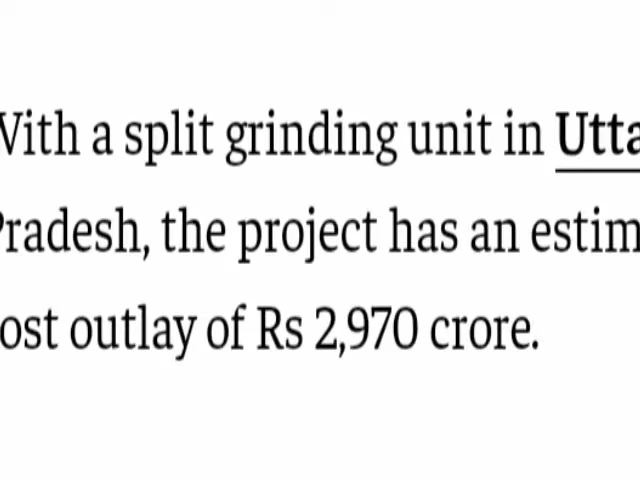 With a split grinding unit in Utta
Pradesh, the project has an estim
ost outlay of Rs 2,970 crore.